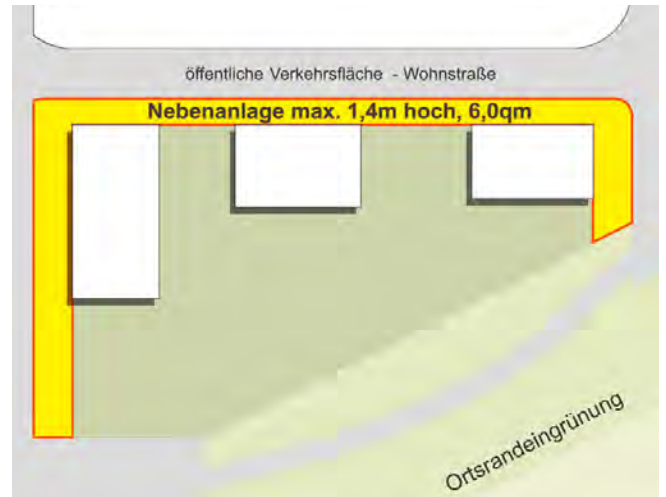 öffentliche Verkehrsfläche - Wohnstraße
Nebenanlage max. 1,4m hoch, 6,0qm
Ortsrandeingrünung